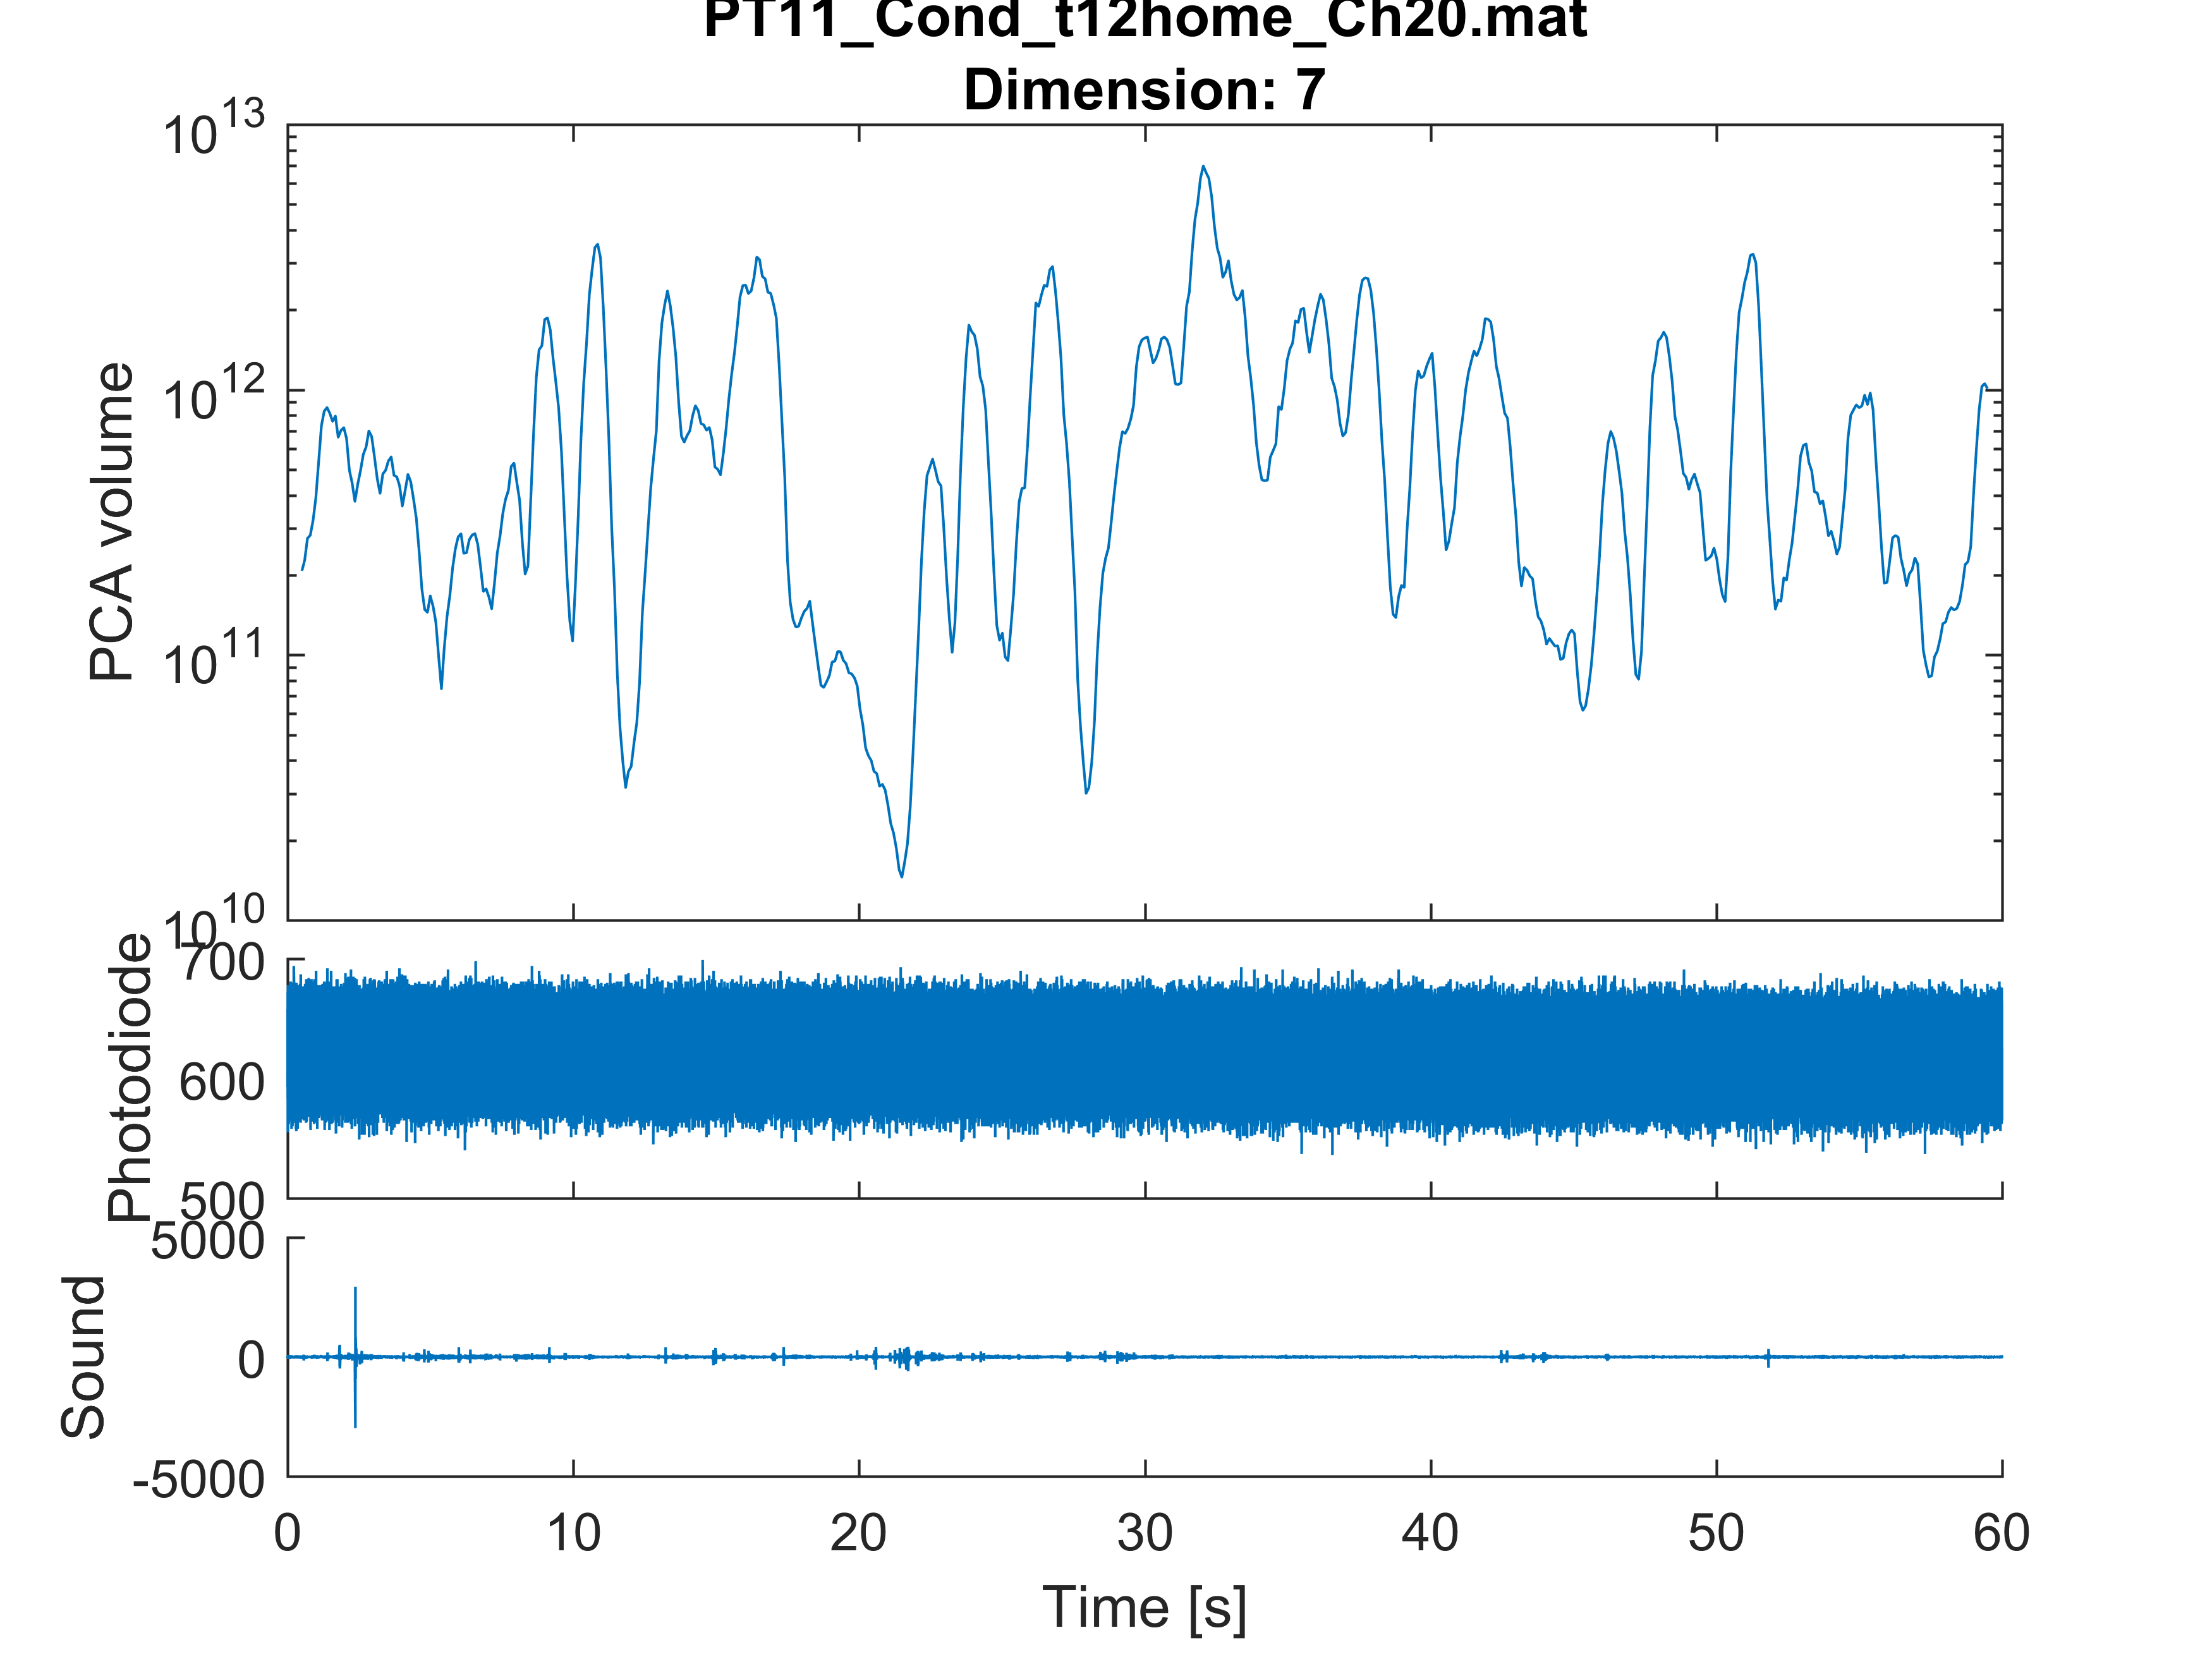 PT11_Cond_t12home_Ch20.mat
Dimension: 7
10^13
10^12
10^11
10^10
PCA volume
700
600
500
Photodiode
5000
0
-5000
Sound
0 10 20 30 40 50 60
Time [s]